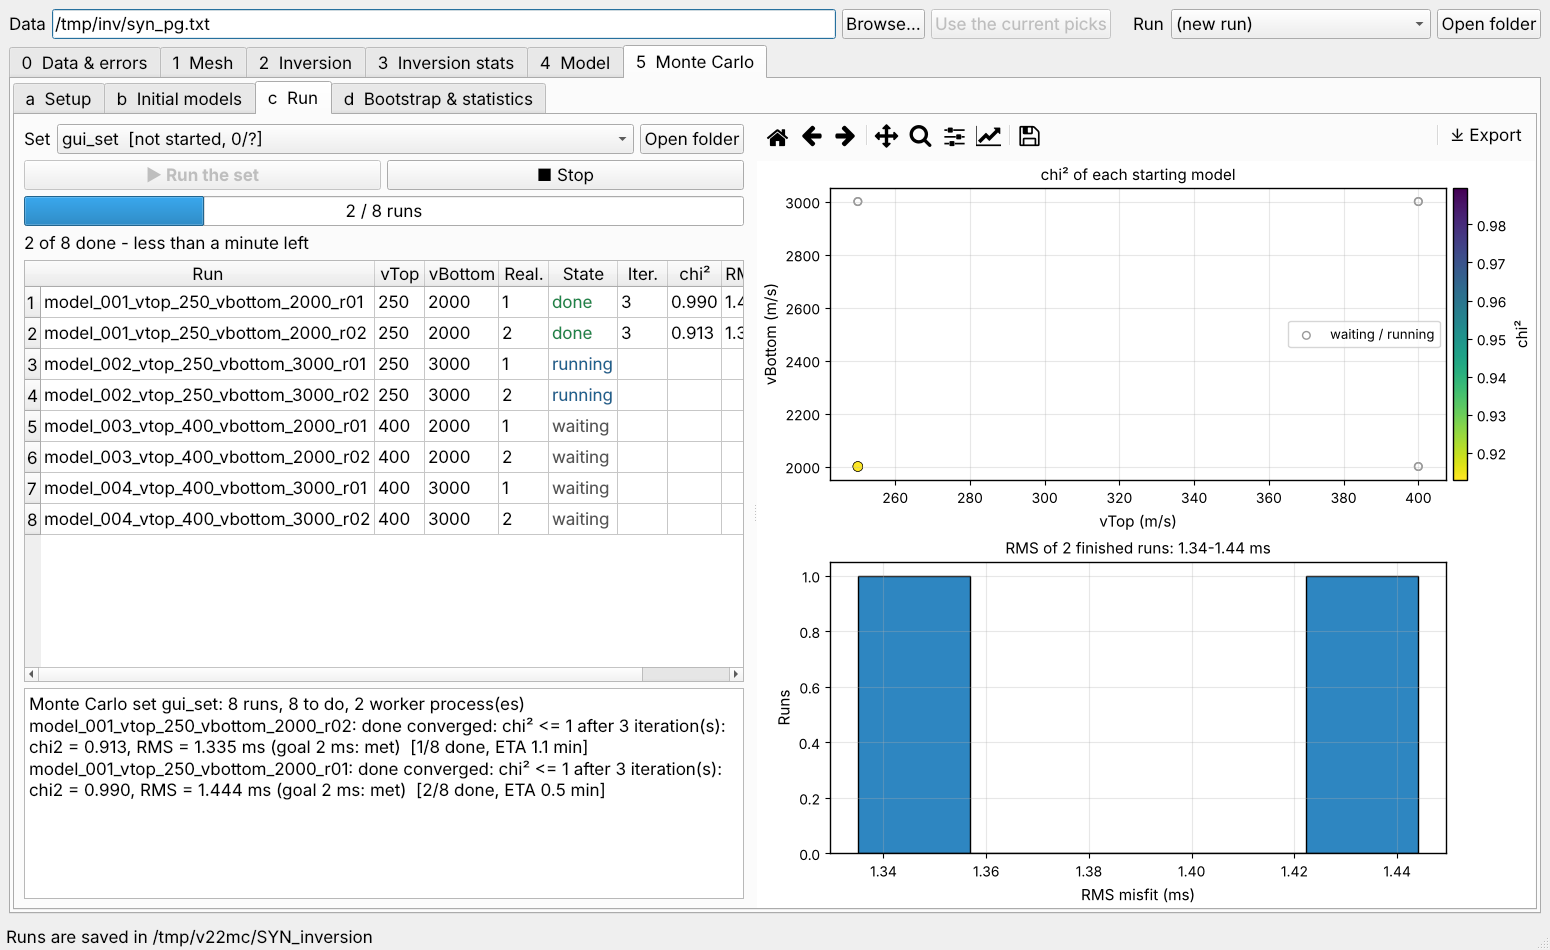 Data /tmp/inv/syn_pg.txt Browse... Use the current picks Run (new run) Open folder
0 Data & errors 1 Mesh 2 Inversion 3 Inversion stats 4 Model 5 Monte Carlo
a Setup b Initial models c Run d Bootstrap & statistics
Set gui_set [not started, 0/?] Open folder
▶ Run the set ■ Stop
2 / 8 runs
2 of 8 done - less than a minute left
Run vTop vBottom Real. State Iter. chi² RM
1 model_001_vtop_250_vbottom_2000_r01 250 2000 1 done 3 0.990 1.4
2 model_001_vtop_250_vbottom_2000_r02 250 2000 2 done 3 0.913 1.3
3 model_002_vtop_250_vbottom_3000_r01 250 3000 1 running
4 model_002_vtop_250_vbottom_3000_r02 250 3000 2 running
5 model_003_vtop_400_vbottom_2000_r01 400 2000 1 waiting
6 model_003_vtop_400_vbottom_2000_r02 400 2000 2 waiting
7 model_004_vtop_400_vbottom_3000_r01 400 3000 1 waiting
8 model_004_vtop_400_vbottom_3000_r02 400 3000 2 waiting
Monte Carlo set gui_set: 8 runs, 8 to do, 2 worker process(es)
model_001_vtop_250_vbottom_2000_r02: done converged: chi² <= 1 after 3 iteration(s):
chi2 = 0.913, RMS = 1.335 ms (goal 2 ms: met) [1/8 done, ETA 1.1 min]
model_001_vtop_250_vbottom_2000_r01: done converged: chi² <= 1 after 3 iteration(s):
chi2 = 0.990, RMS = 1.444 ms (goal 2 ms: met) [2/8 done, ETA 0.5 min]
Export
chi² of each starting model
3000
2800
2600
2400
2200
2000
vBottom (m/s)
waiting / running
260 280 300 320 340 360 380 400
vTop (m/s)
0.98
0.97
0.96
0.95
0.94
0.93
0.92
chi²
RMS of 2 finished runs: 1.34-1.44 ms
1.0
0.8
0.6
0.4
0.2
0.0
Runs
1.34 1.36 1.38 1.40 1.42 1.44
RMS misfit (ms)
Runs are saved in /tmp/v22mc/SYN_inversion